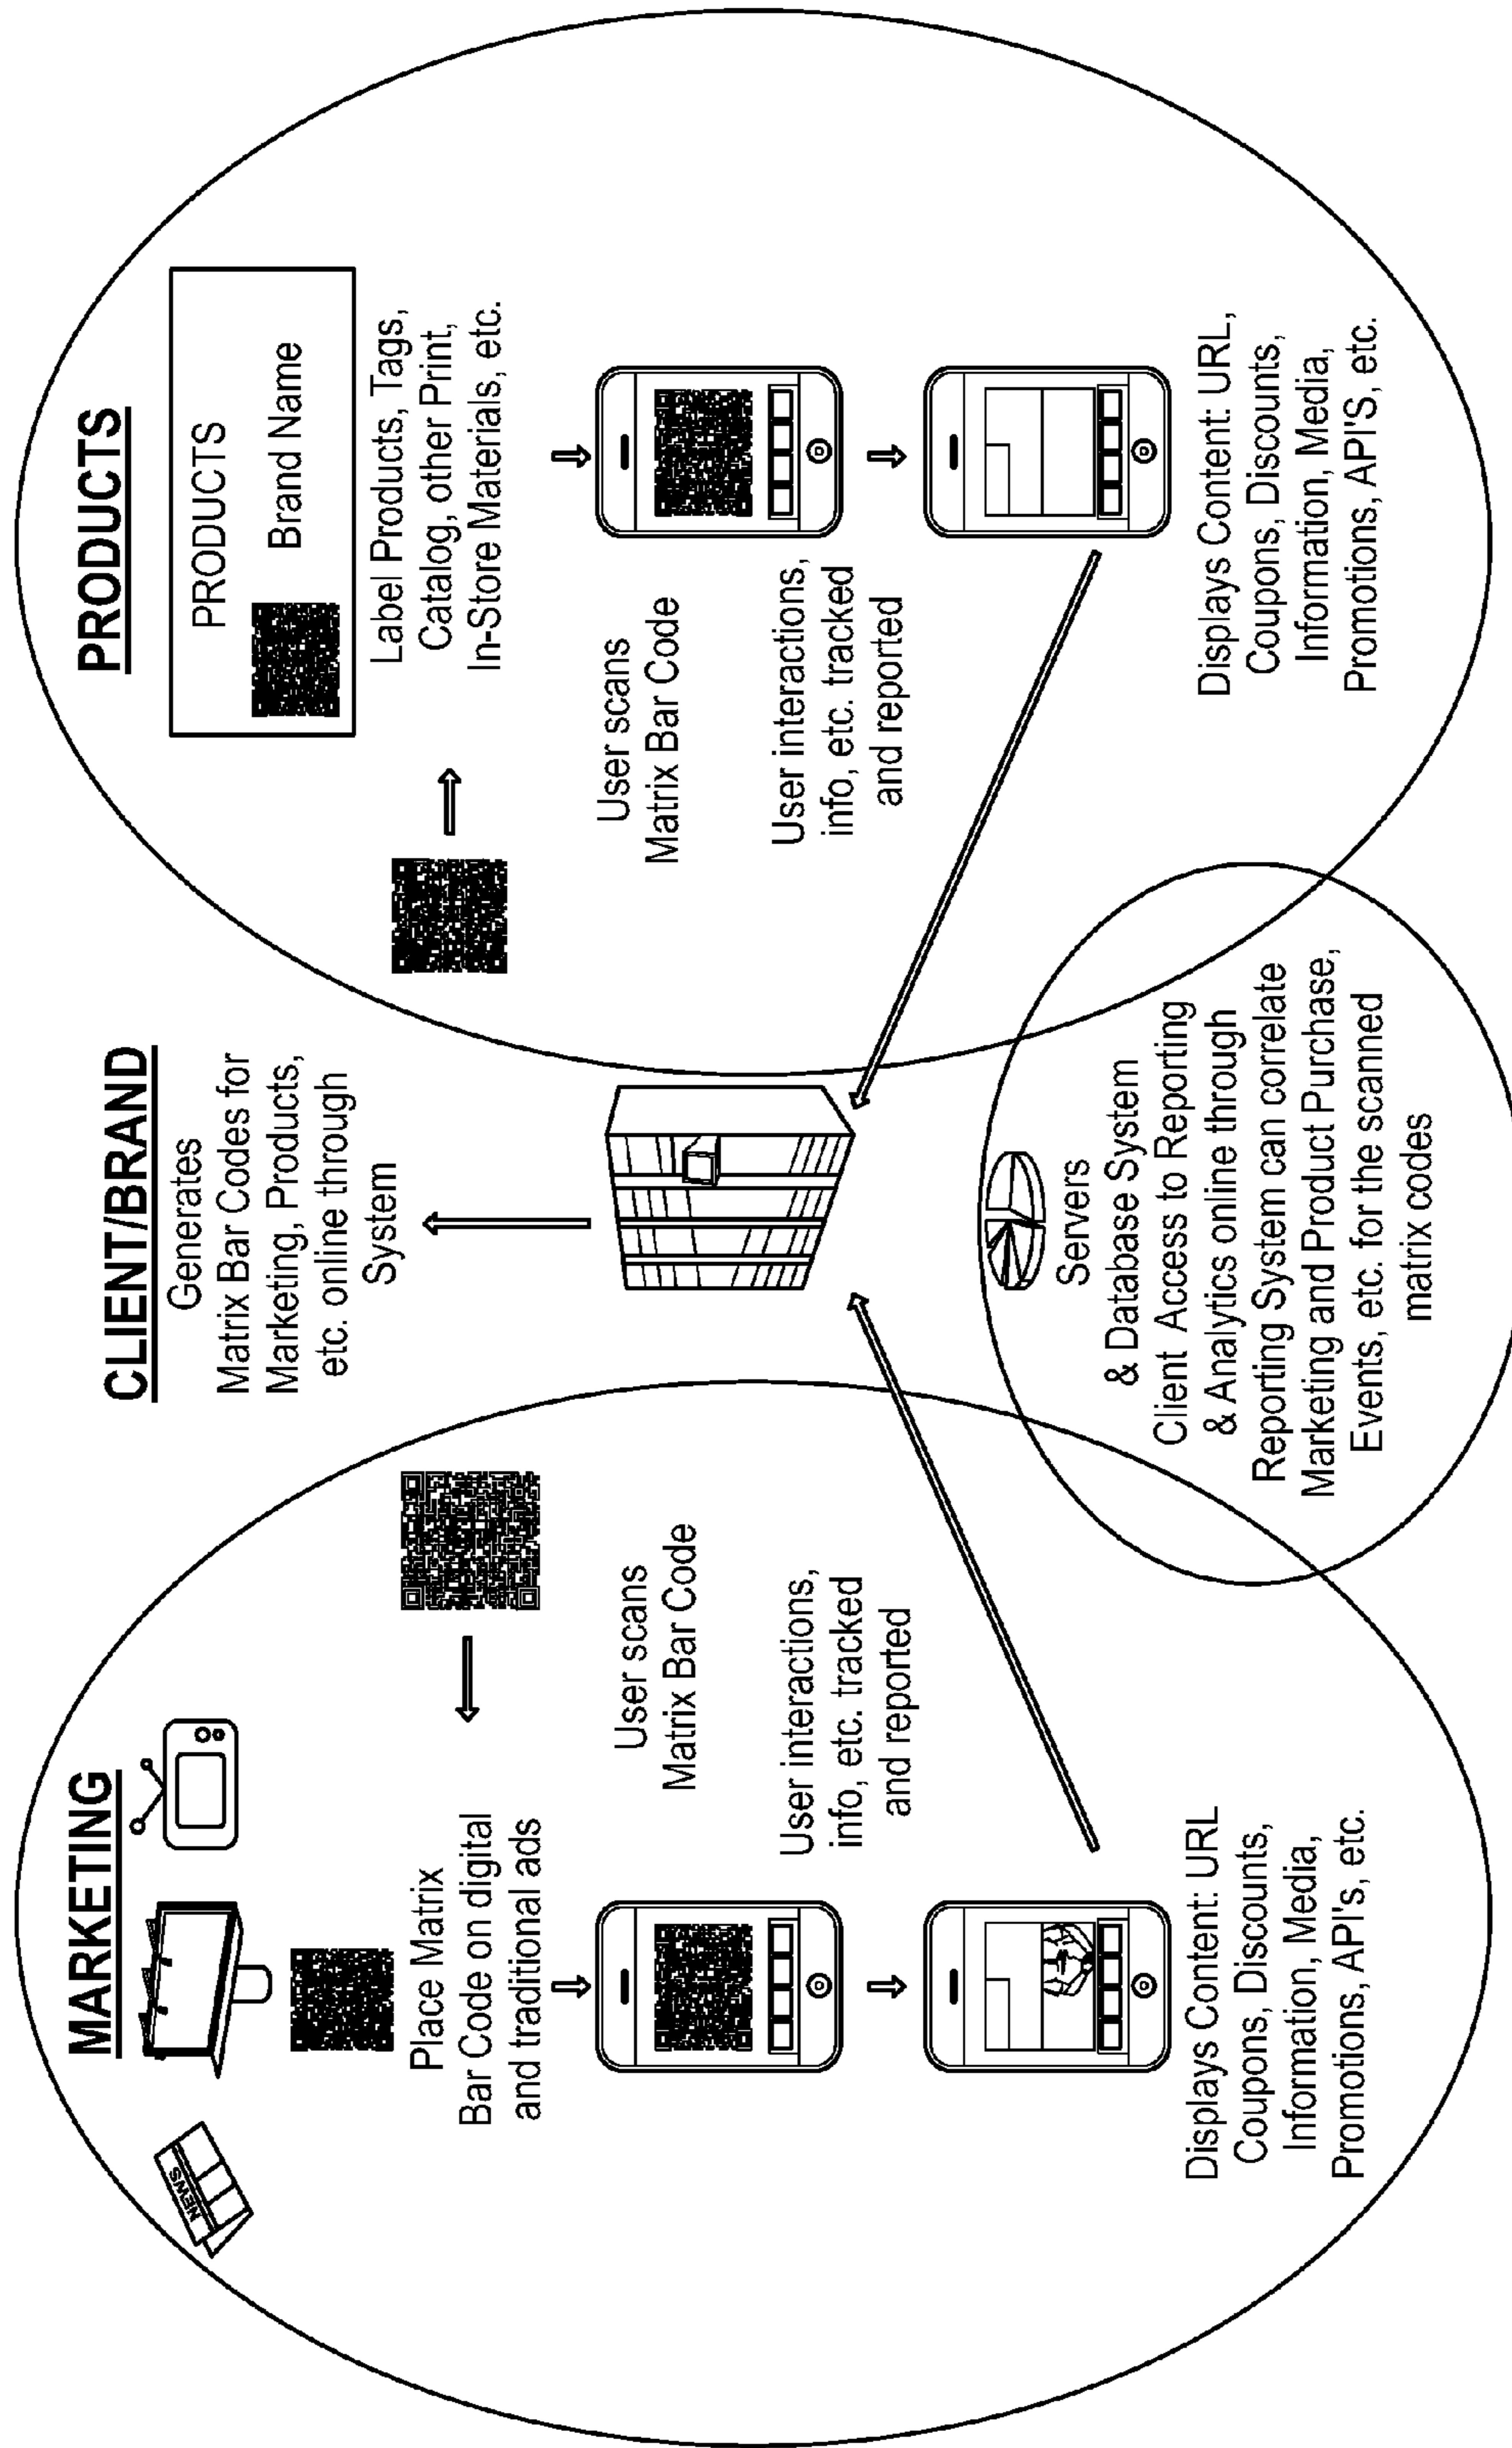 MARKETING
NEWS
Place Matrix
Bar Code on digital
and traditional ads
User scans
Matrix Bar Code
User interactions,
info, etc. tracked
and reported
Displays Content: URL
Coupons, Discounts,
Information, Media,
Promotions, API's, etc.
CLIENT/BRAND
Generates
Matrix Bar Codes for
Marketing, Products,
etc. online through
System
Servers
& Database System
Client Access to Reporting
& Analytics online through
Reporting System can correlate
Marketing and Product Purchase,
Events, etc. for the scanned
matrix codes
PRODUCTS
PRODUCTS
Brand Name
Label Products, Tags,
Catalog, other Print,
In-Store Materials, etc.
User scans
Matrix Bar Code
User interactions,
info, etc. tracked
and reported
Displays Content: URL,
Coupons, Discounts,
Information, Media,
Promotions, API'S, etc.